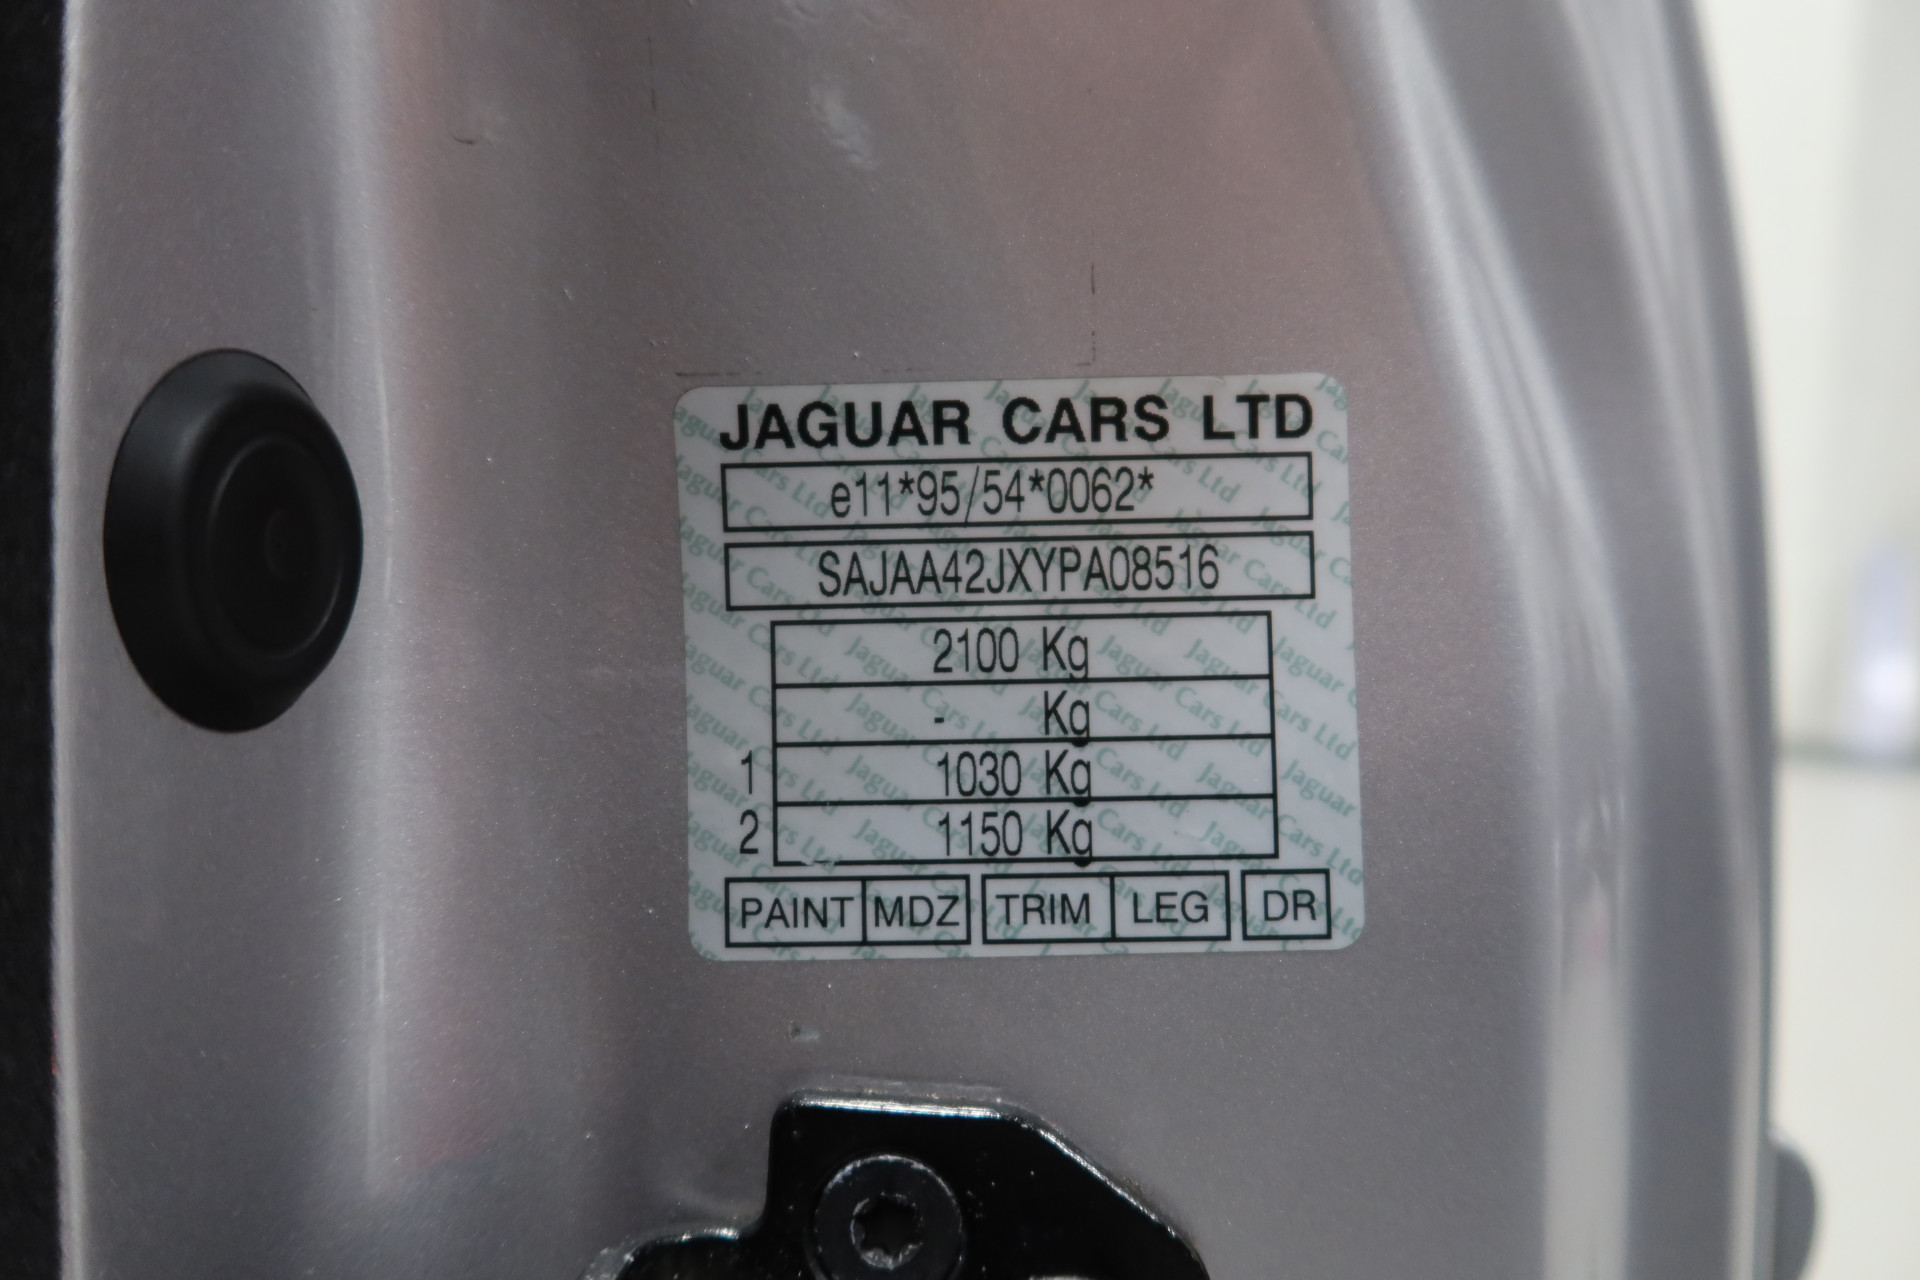 JAGUAR CARS LTD
e11*95/54*0062*
SAJAA42JXYPA08516
2100 Kg
- Kg
1 1030 Kg
2 1150 Kg
PAINT MDZ TRIM LEG DR